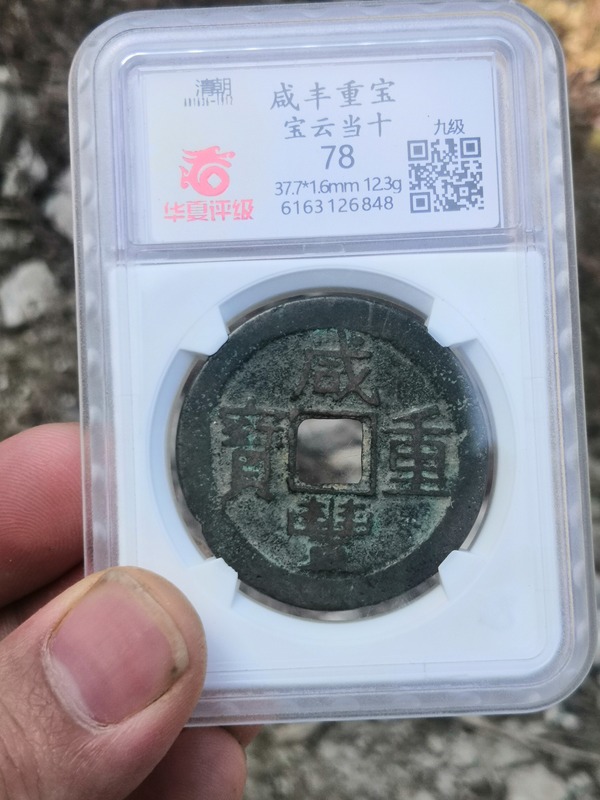 清朝
咸丰重宝
宝云当十
78
九级
37.7*1.6mm 12.3g
6163126848
华夏评级
咸
寶 重
豐